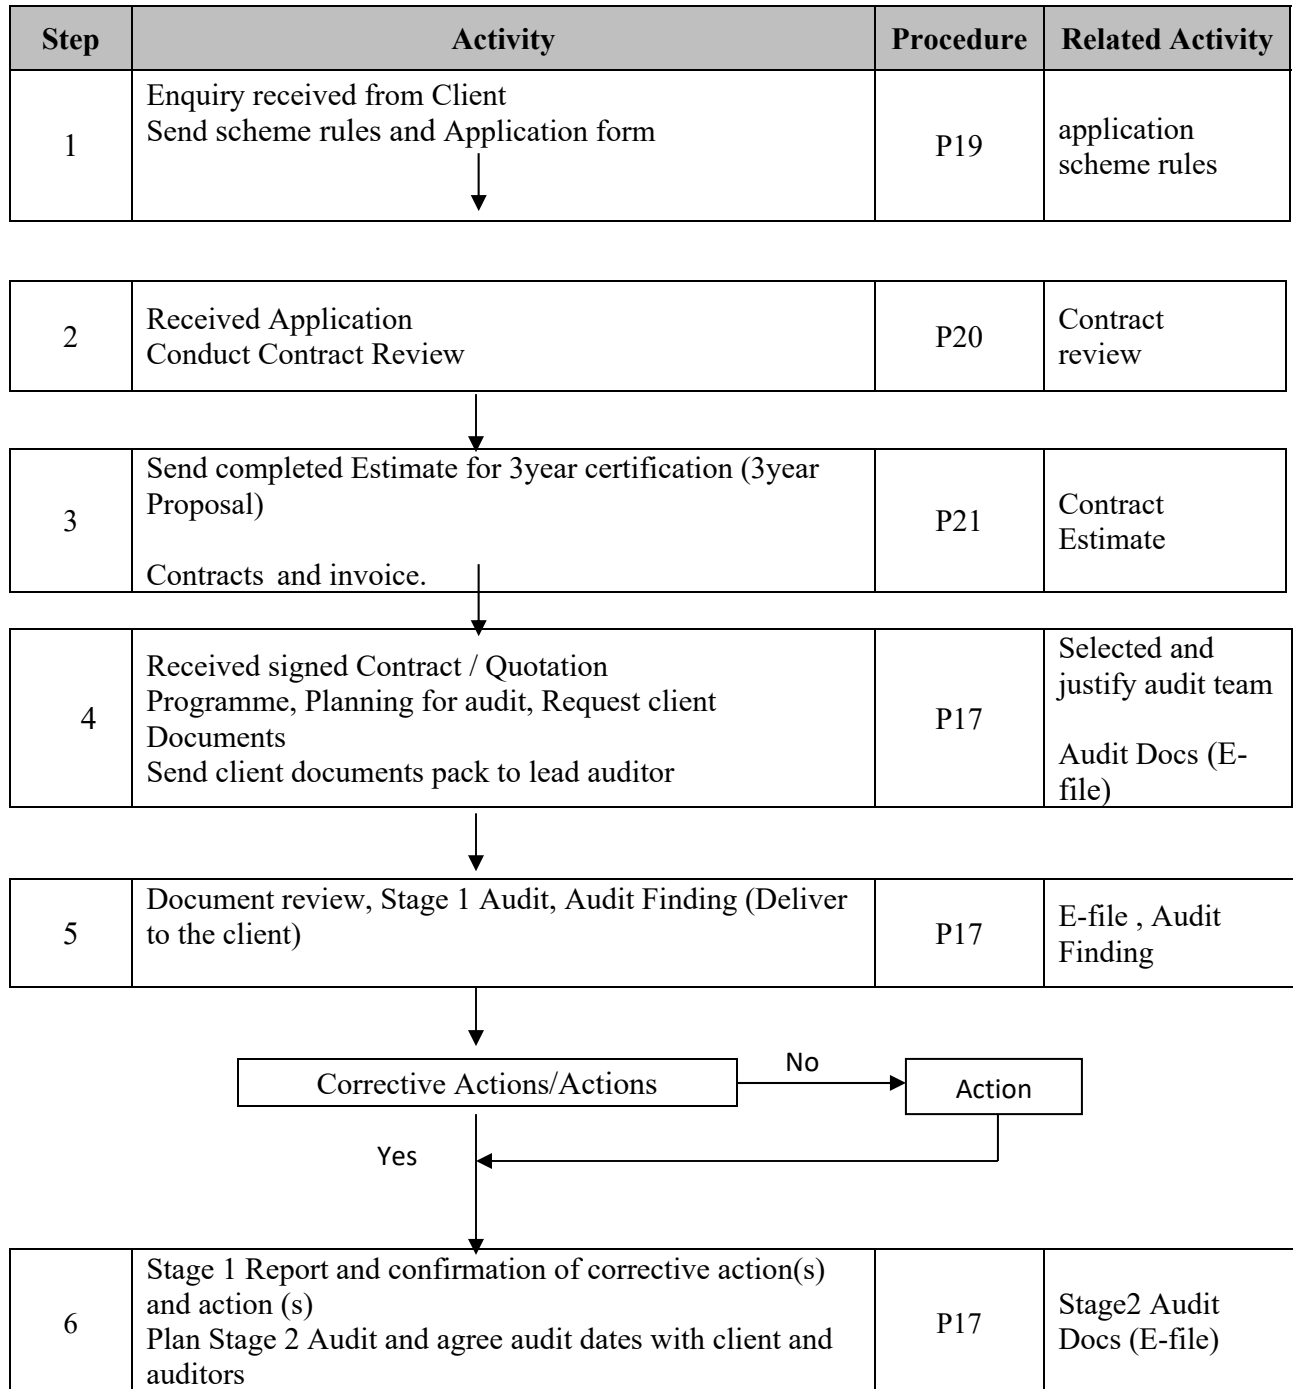 Step Activity Procedure Related Activity
1
Enquiry received from Client
Send scheme rules and Application form
P19
application
scheme rules
2
Received Application
Conduct Contract Review
P20
Contract
review
3
Send completed Estimate for 3year certification (3year
Proposal)
Contracts and invoice.
P21
Contract
Estimate
4
Received signed Contract / Quotation
Programme, Planning for audit, Request client
Documents
Send client documents pack to lead auditor
P17
Selected and
justify audit team
Audit Docs (E-
file)
5
Document review, Stage 1 Audit, Audit Finding (Deliver
to the client)
P17
E-file , Audit
Finding
Corrective Actions/Actions
No
Action
Yes
6
Stage 1 Report and confirmation of corrective action(s)
and action (s)
Plan Stage 2 Audit and agree audit dates with client and
auditors
P17
Stage2 Audit
Docs (E-file)